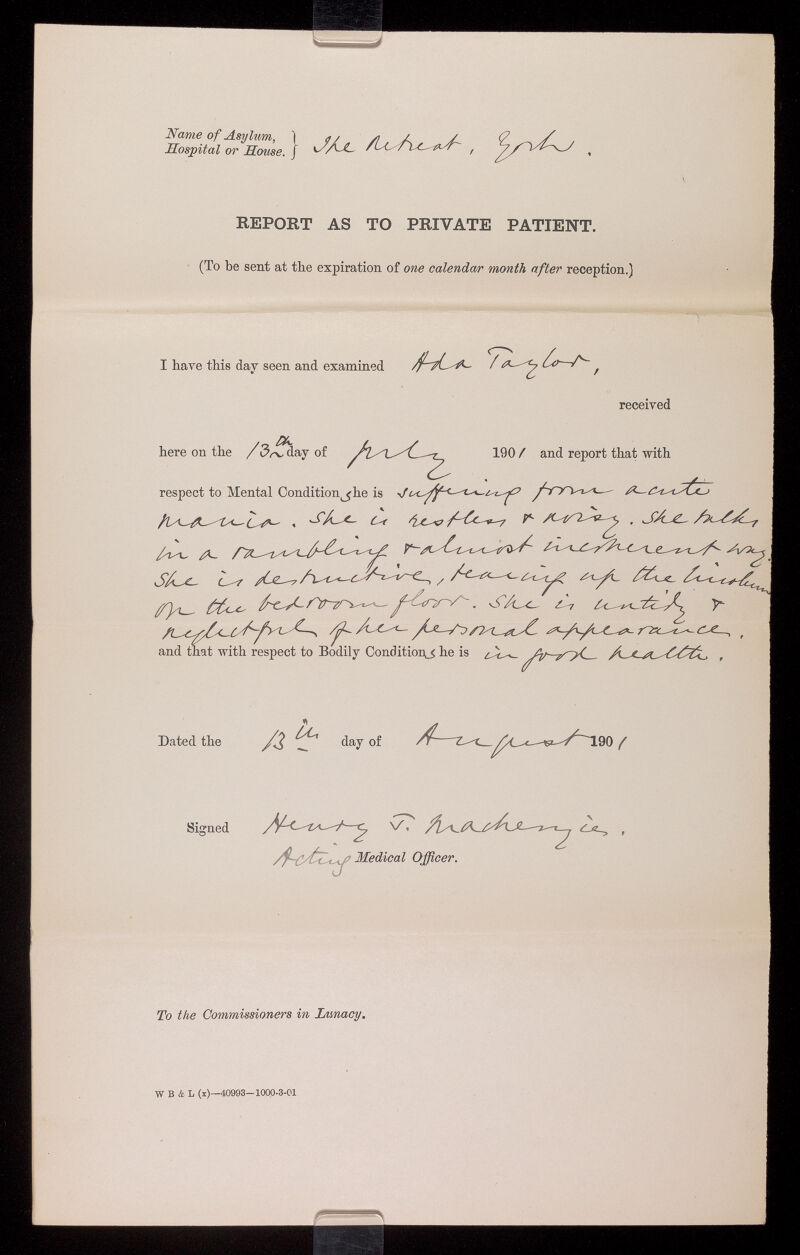 Name of Asylum, } The Retreat, York.
Hospital or House. }
REPORT AS TO PRIVATE PATIENT.
(To be sent at the expiration of one calendar month after reception.)
I have this day seen and examined Ada Taylor,
received
here on the 13th day of July 1901 and report that with
respect to Mental Condition she is suffering from acute
mania. She is restless & noisy. She talks
in a rambling & almost incoherent way.
She is destructive, tearing up the linoleum
on the bedroom floor. She is untidy &
neglectful of her personal appearance.
and that with respect to Bodily Condition she is in good health.
Dated the 13th day of August 1901
Signed Henry T. Mackenzie.
Acting Medical Officer.
To the Commissioners in Lunacy.
W B & L (x)—40993—1000-3-01